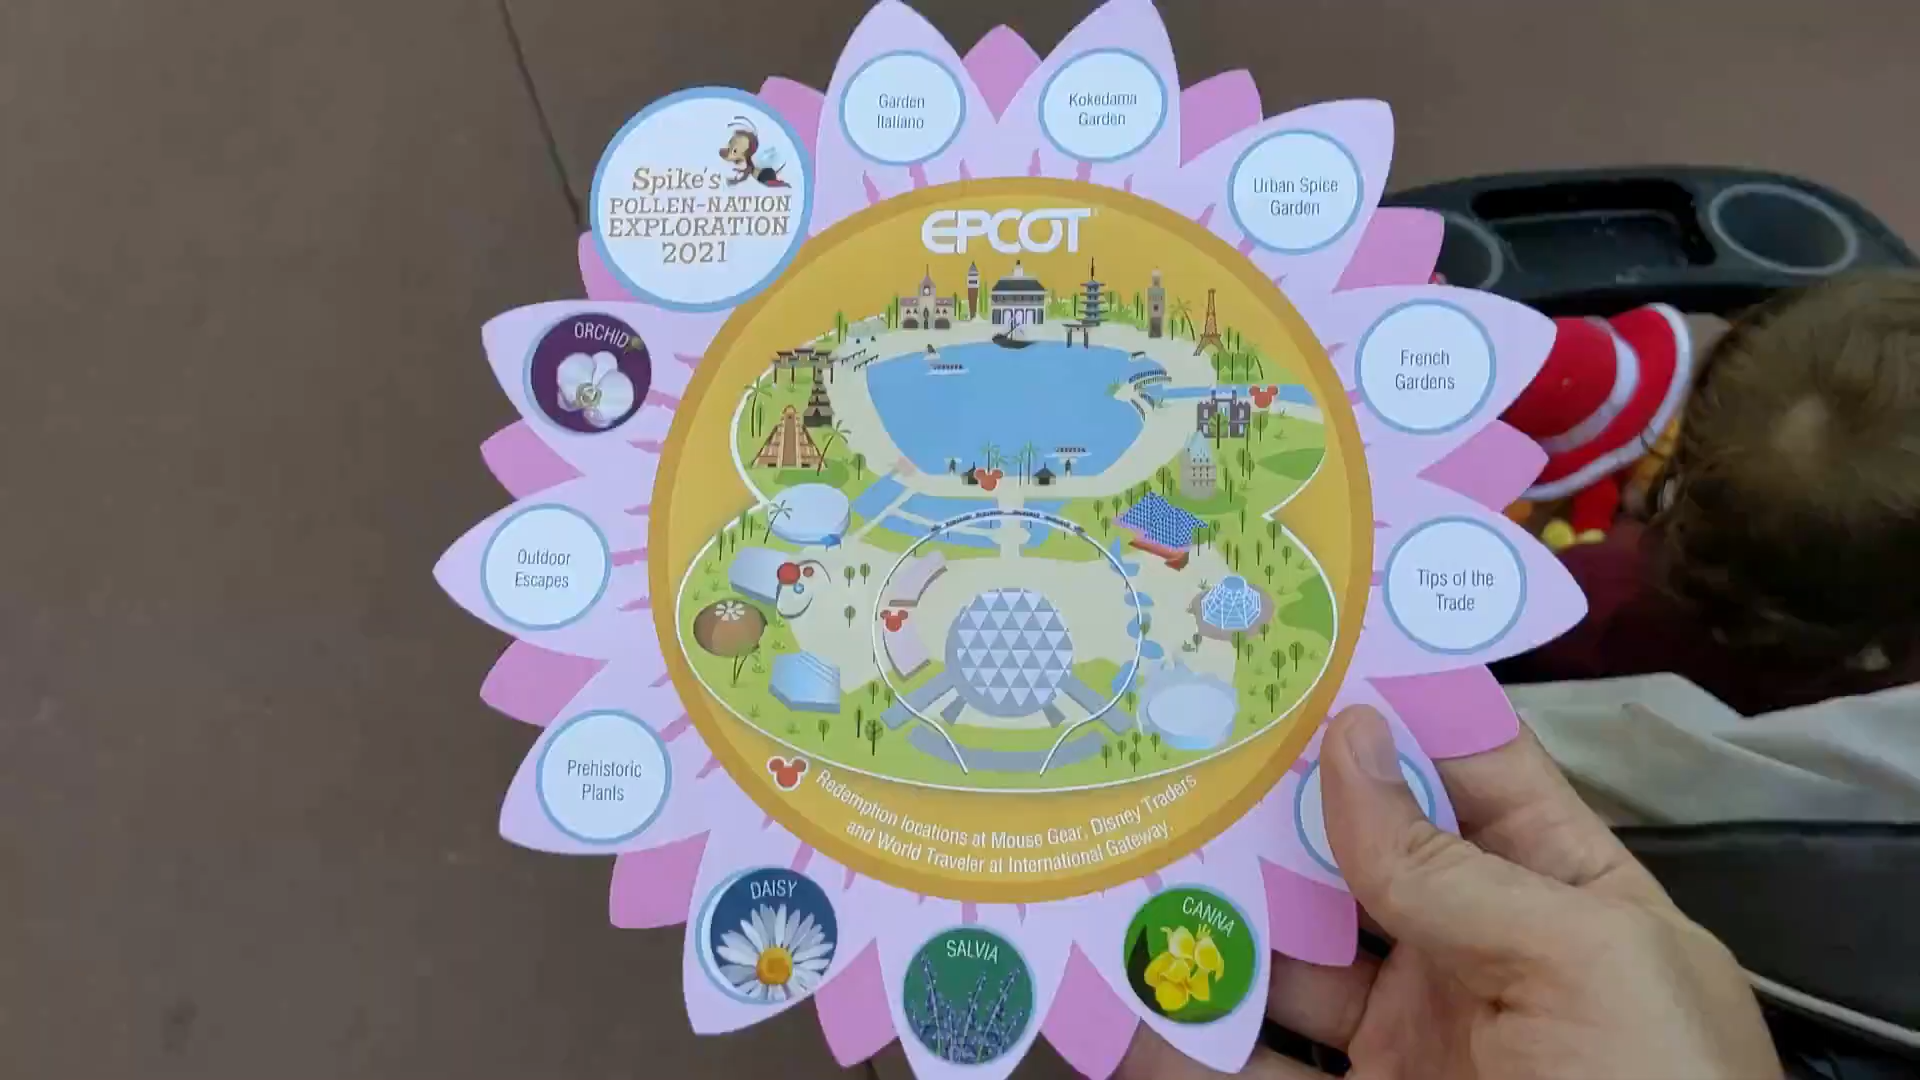 Garden
Italiano
Kokedama
Garden
Spike's
POLLEN-NATION
EXPLORATION
2021
Urban Spice
Garden
EPCOT
ORCHID
French
Gardens
Outdoor
Escapes
Tips of the
Trade
Prehistoric
Plants
Redemption locations at Mouse Gear, Disney Traders
and World Traveler at International Gateway.
DAISY
SALVIA
CANNA